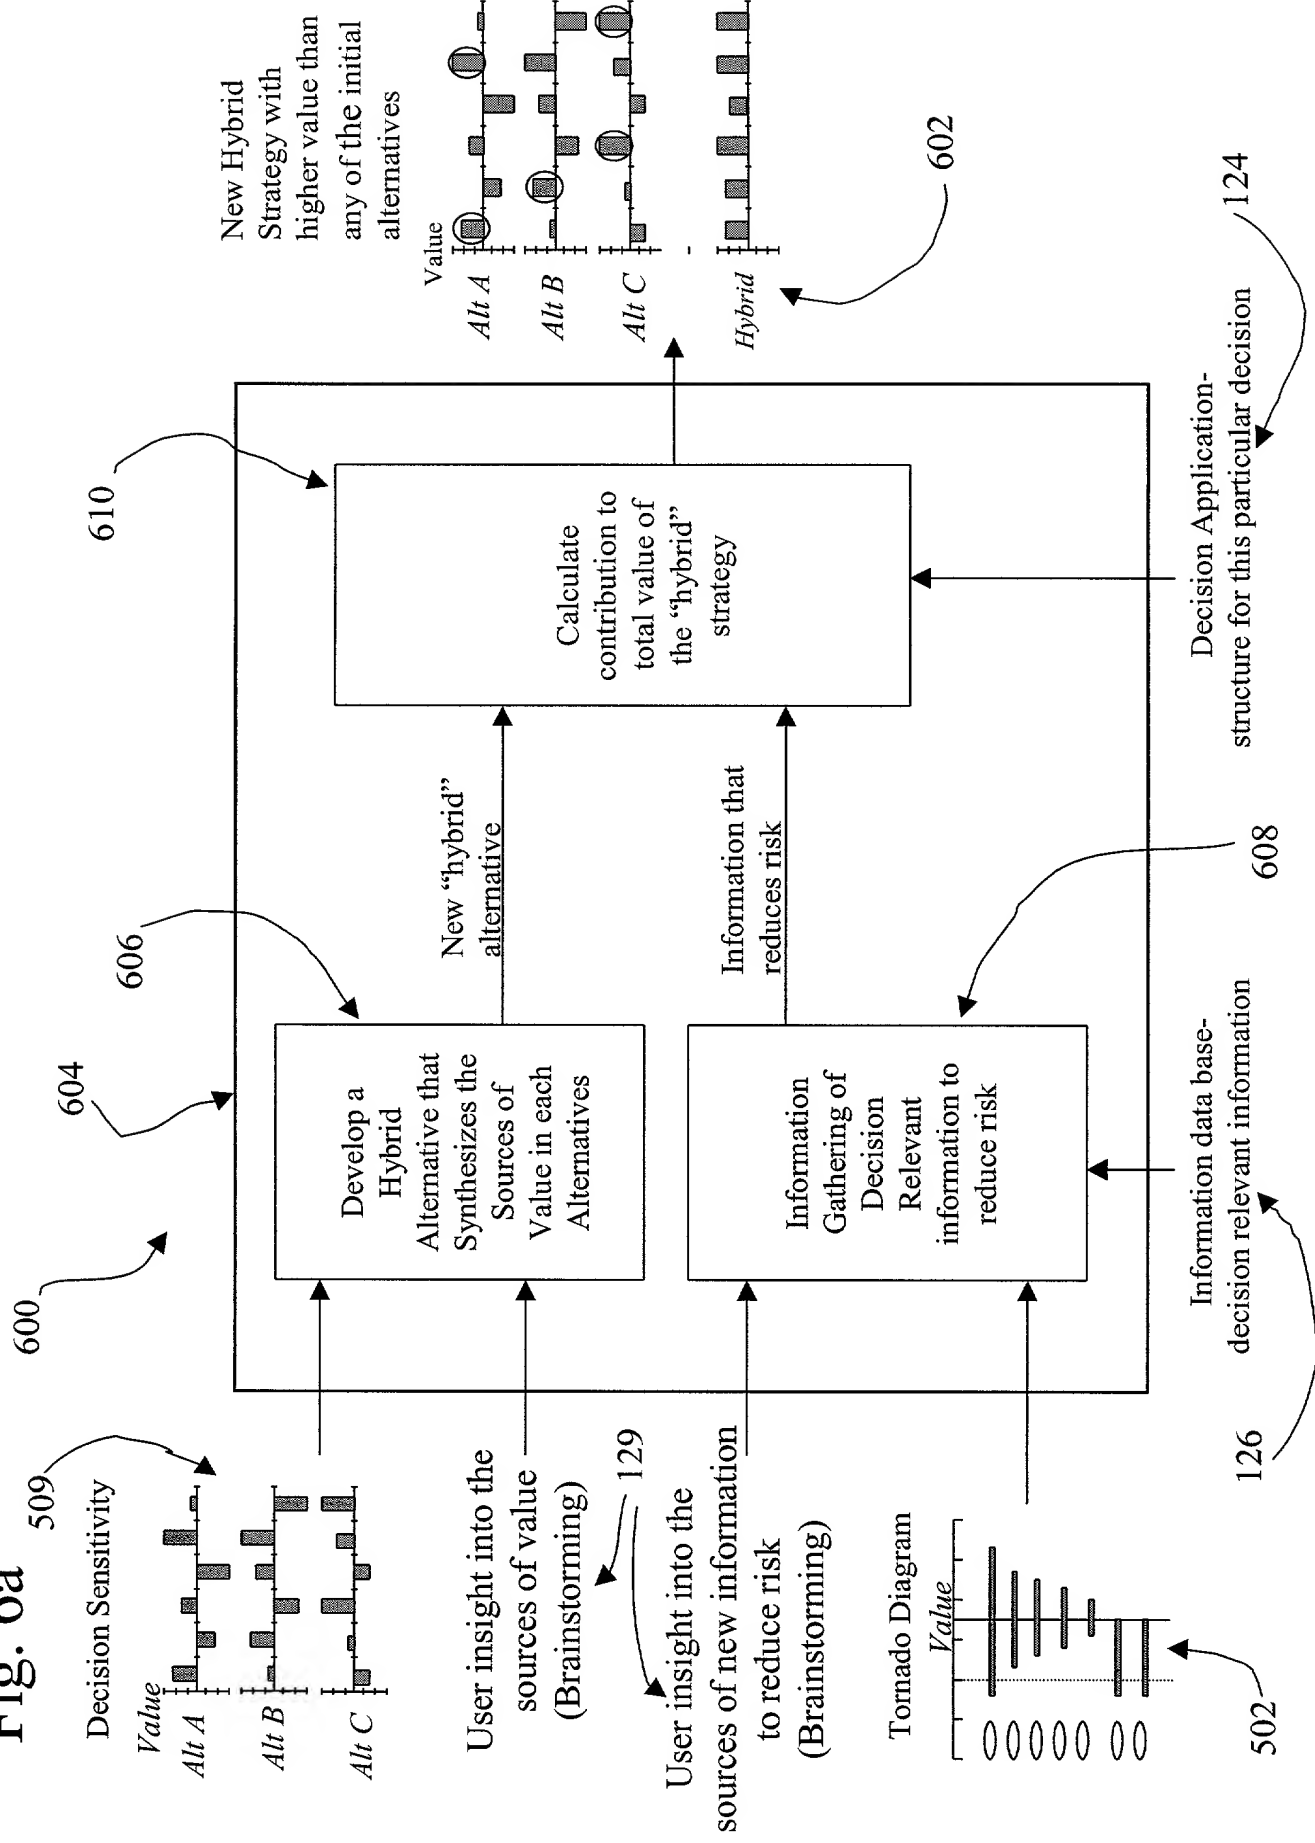 Fig. 6a
600
604
606
610
509
Decision Sensitivity
Value
Alt A
Alt B
Alt C
User insight into the
sources of value
(Brainstorming)
129
User insight into the
sources of new information
to reduce risk
(Brainstorming)
Tornado Diagram
Value
502
Develop a
Hybrid
Alternative that
Synthesizes the
Sources of
Value in each
Alternatives
Information
Gathering of
Decision
Relevant
information to
reduce risk
New “hybrid”
alternative
Information that
reduces risk
608
Calculate
contribution to
total value of
the “hybrid”
strategy
126
Information data base-
decision relevant information
Decision Application-
structure for this particular decision
124
New Hybrid
Strategy with
higher value than
any of the initial
alternatives
Value
Alt A
Alt B
Alt C
-
Hybrid
602